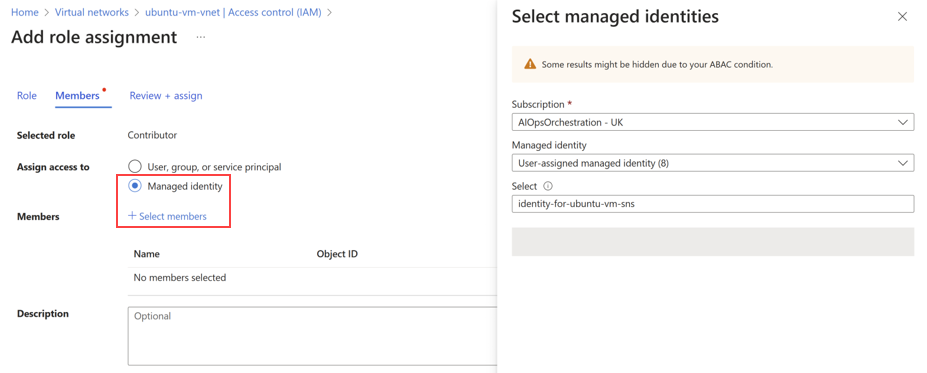 Home > Virtual networks > ubuntu-vm-vnet | Access control (IAM) >
Add role assignment ...
Role Members Review + assign
Selected role Contributor
Assign access to User, group, or service principal
Managed identity
Members + Select members
Name Object ID
No members selected
Description Optional
Select managed identities
Some results might be hidden due to your ABAC condition.
Subscription *
AIOpsOrchestration - UK
Managed identity
User-assigned managed identity (8)
Select
identity-for-ubuntu-vm-sns